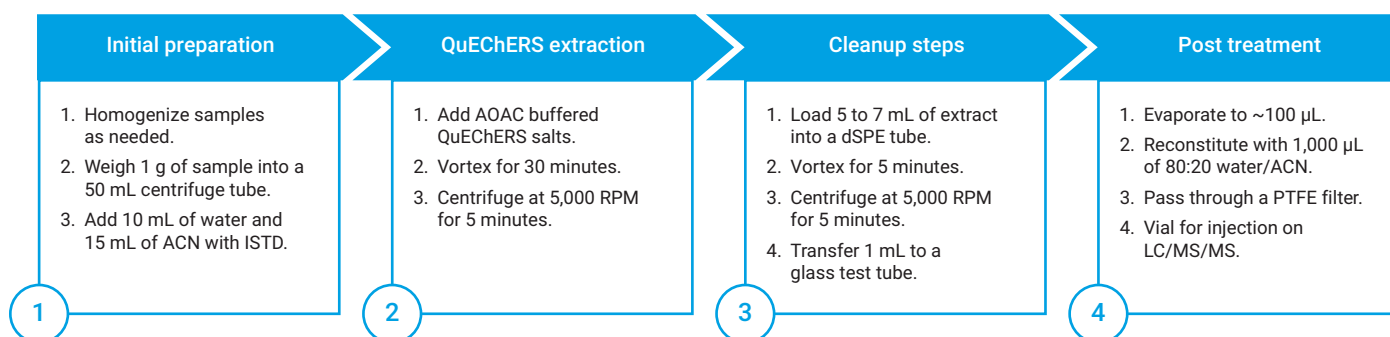 Initial preparation
1. Homogenize samples
as needed.
2. Weigh 1 g of sample into a
50 mL centrifuge tube.
3. Add 10 mL of water and
15 mL of ACN with ISTD.
1
QuEChERS extraction
1. Add AOAC buffered
QuEChERS salts.
2. Vortex for 30 minutes.
3. Centrifuge at 5,000 RPM
for 5 minutes.
2
Cleanup steps
1. Load 5 to 7 mL of extract
into a dSPE tube.
2. Vortex for 5 minutes.
3. Centrifuge at 5,000 RPM
for 5 minutes.
4. Transfer 1 mL to a
glass test tube.
3
Post treatment
1. Evaporate to ~100 µL.
2. Reconstitute with 1,000 µL
of 80:20 water/ACN.
3. Pass through a PTFE filter.
4. Vial for injection on
LC/MS/MS.
4